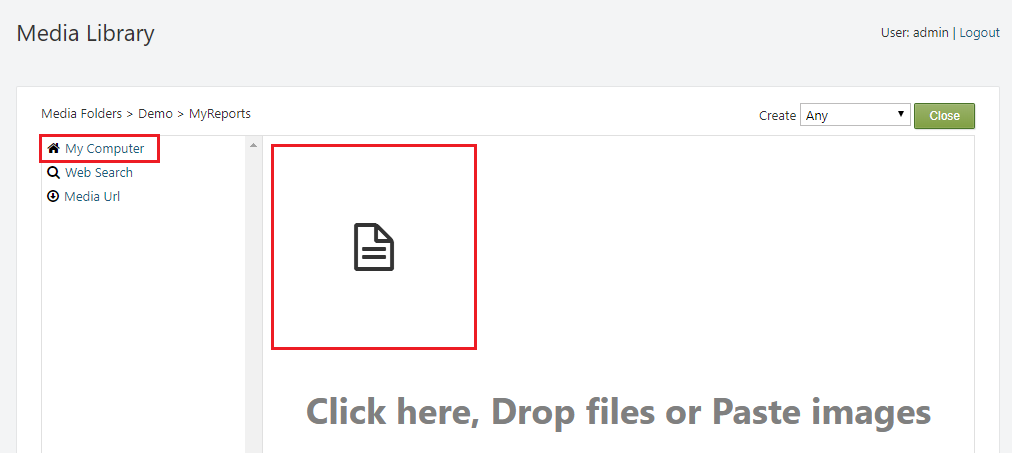 Media Library
User: admin | Logout
Media Folders > Demo > MyReports
Create Any Close
My Computer
Web Search
Media Url
Click here, Drop files or Paste images